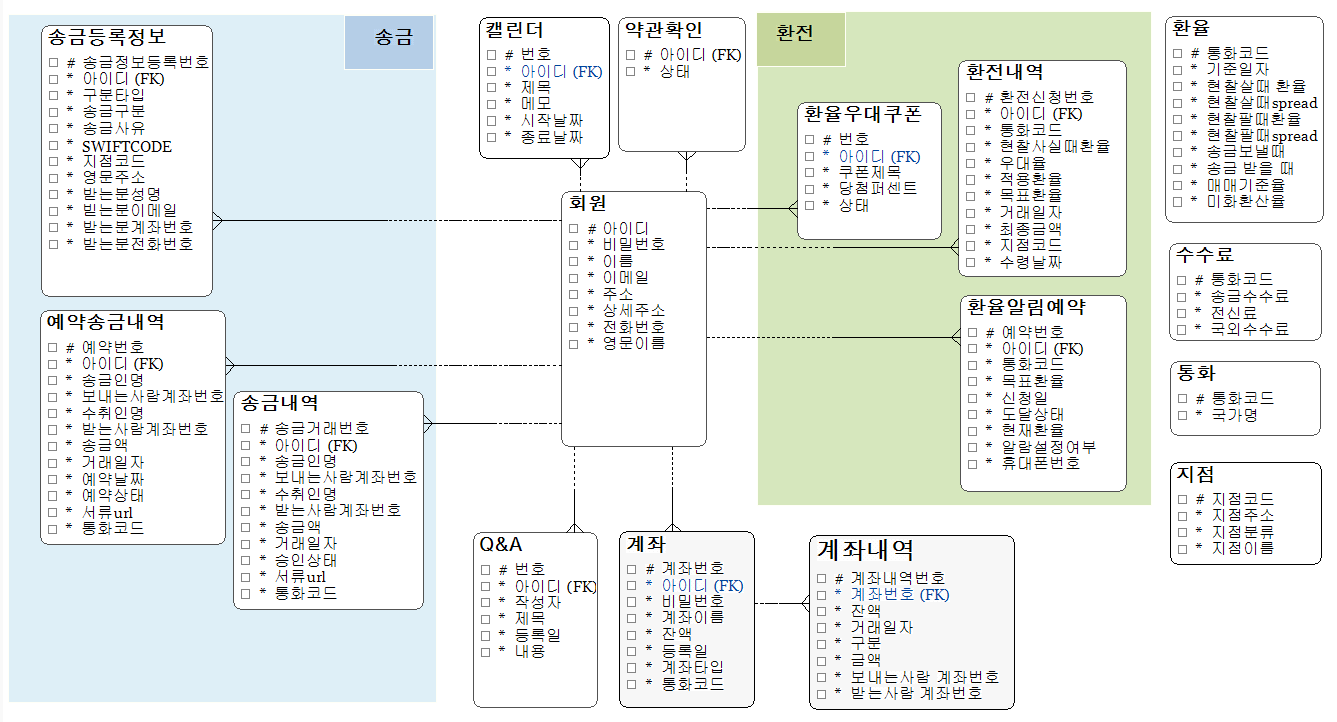 송금
송금등록정보
# 송금정보등록번호
* 아이디 (FK)
* 구분타입
* 송금구분
* 송금사유
* SWIFTCODE
* 지점코드
* 영문주소
* 받는분성명
* 받는분이메일
* 받는분계좌번호
* 받는분전화번호
예약송금내역
# 예약번호
* 아이디 (FK)
* 송금인명
* 보내는사람계좌번호
* 수취인명
* 받는사람계좌번호
* 송금액
* 거래일자
* 예약날짜
* 예약상태
* 서류url
* 통화코드
송금내역
# 송금거래번호
* 아이디 (FK)
* 송금인명
* 보내는사람계좌번호
* 수취인명
* 받는사람계좌번호
* 송금액
* 거래일자
* 승인상태
* 서류url
* 통화코드
캘린더
# 번호
* 아이디 (FK)
* 제목
* 메모
* 시작날짜
* 종료날짜
약관확인
# 아이디 (FK)
* 상태
회원
# 아이디
* 비밀번호
* 이름
* 이메일
* 주소
* 상세주소
* 전화번호
* 영문이름
Q&A
# 번호
* 아이디 (FK)
* 작성자
* 제목
* 등록일
* 내용
계좌
# 계좌번호
* 아이디 (FK)
* 비밀번호
* 계좌이름
* 잔액
* 등록일
* 계좌타입
* 통화코드
계좌내역
# 계좌내역번호
* 계좌번호 (FK)
* 잔액
* 거래일자
* 구분
* 금액
* 보내는사람 계좌번호
* 받는사람 계좌번호
환전
환율우대쿠폰
# 번호
* 아이디 (FK)
* 쿠폰제목
* 당첨퍼센트
* 상태
환전내역
# 환전신청번호
* 아이디 (FK)
* 통화코드
* 현찰사실때환율
* 우대율
* 적용환율
* 목표환율
* 거래일자
* 최종금액
* 지점코드
* 수령날짜
환율알림예약
# 예약번호
* 아이디 (FK)
* 통화코드
* 목표환율
* 신청일
* 도달상태
* 현재환율
* 알람설정여부
* 휴대폰번호
환율
# 통화코드
* 기준일자
* 현찰살때 환율
* 현찰살때spread
* 현찰팔때환율
* 현찰팔때spread
* 송금보낼때
* 송금 받을 때
* 매매기준율
* 미화환산율
수수료
# 통화코드
* 송금수수료
* 전신료
* 국외수수료
통화
# 통화코드
* 국가명
지점
# 지점코드
* 지점주소
* 지점분류
* 지점이름